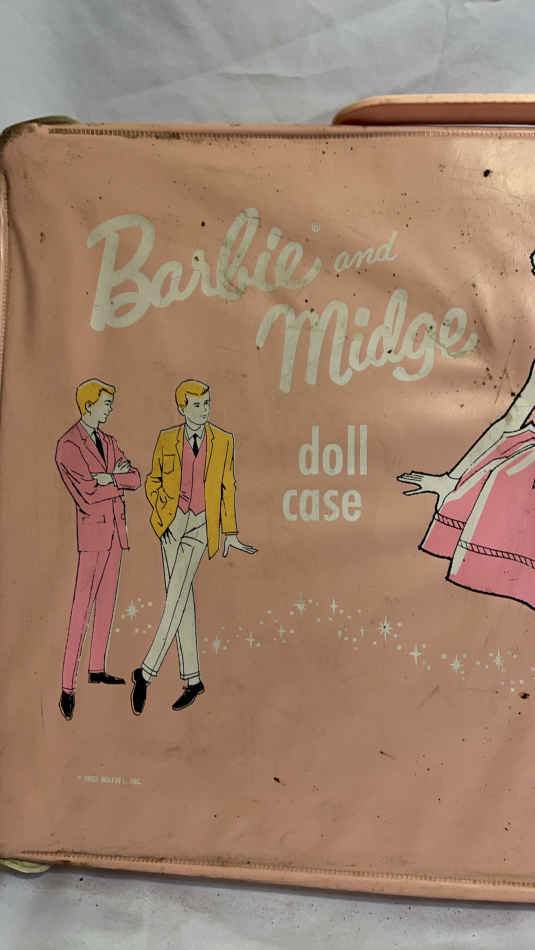 Barbie® and
Midge
doll
case